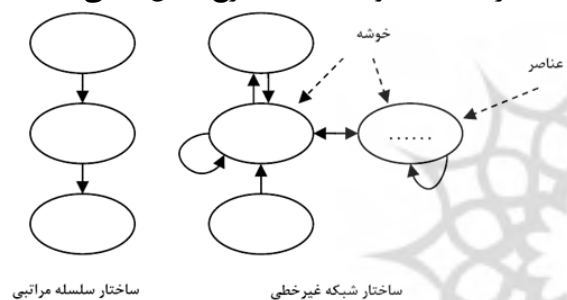 خوشه
عناصر
......
ساختار شبکه غیرخطی
ساختار سلسله مراتبی